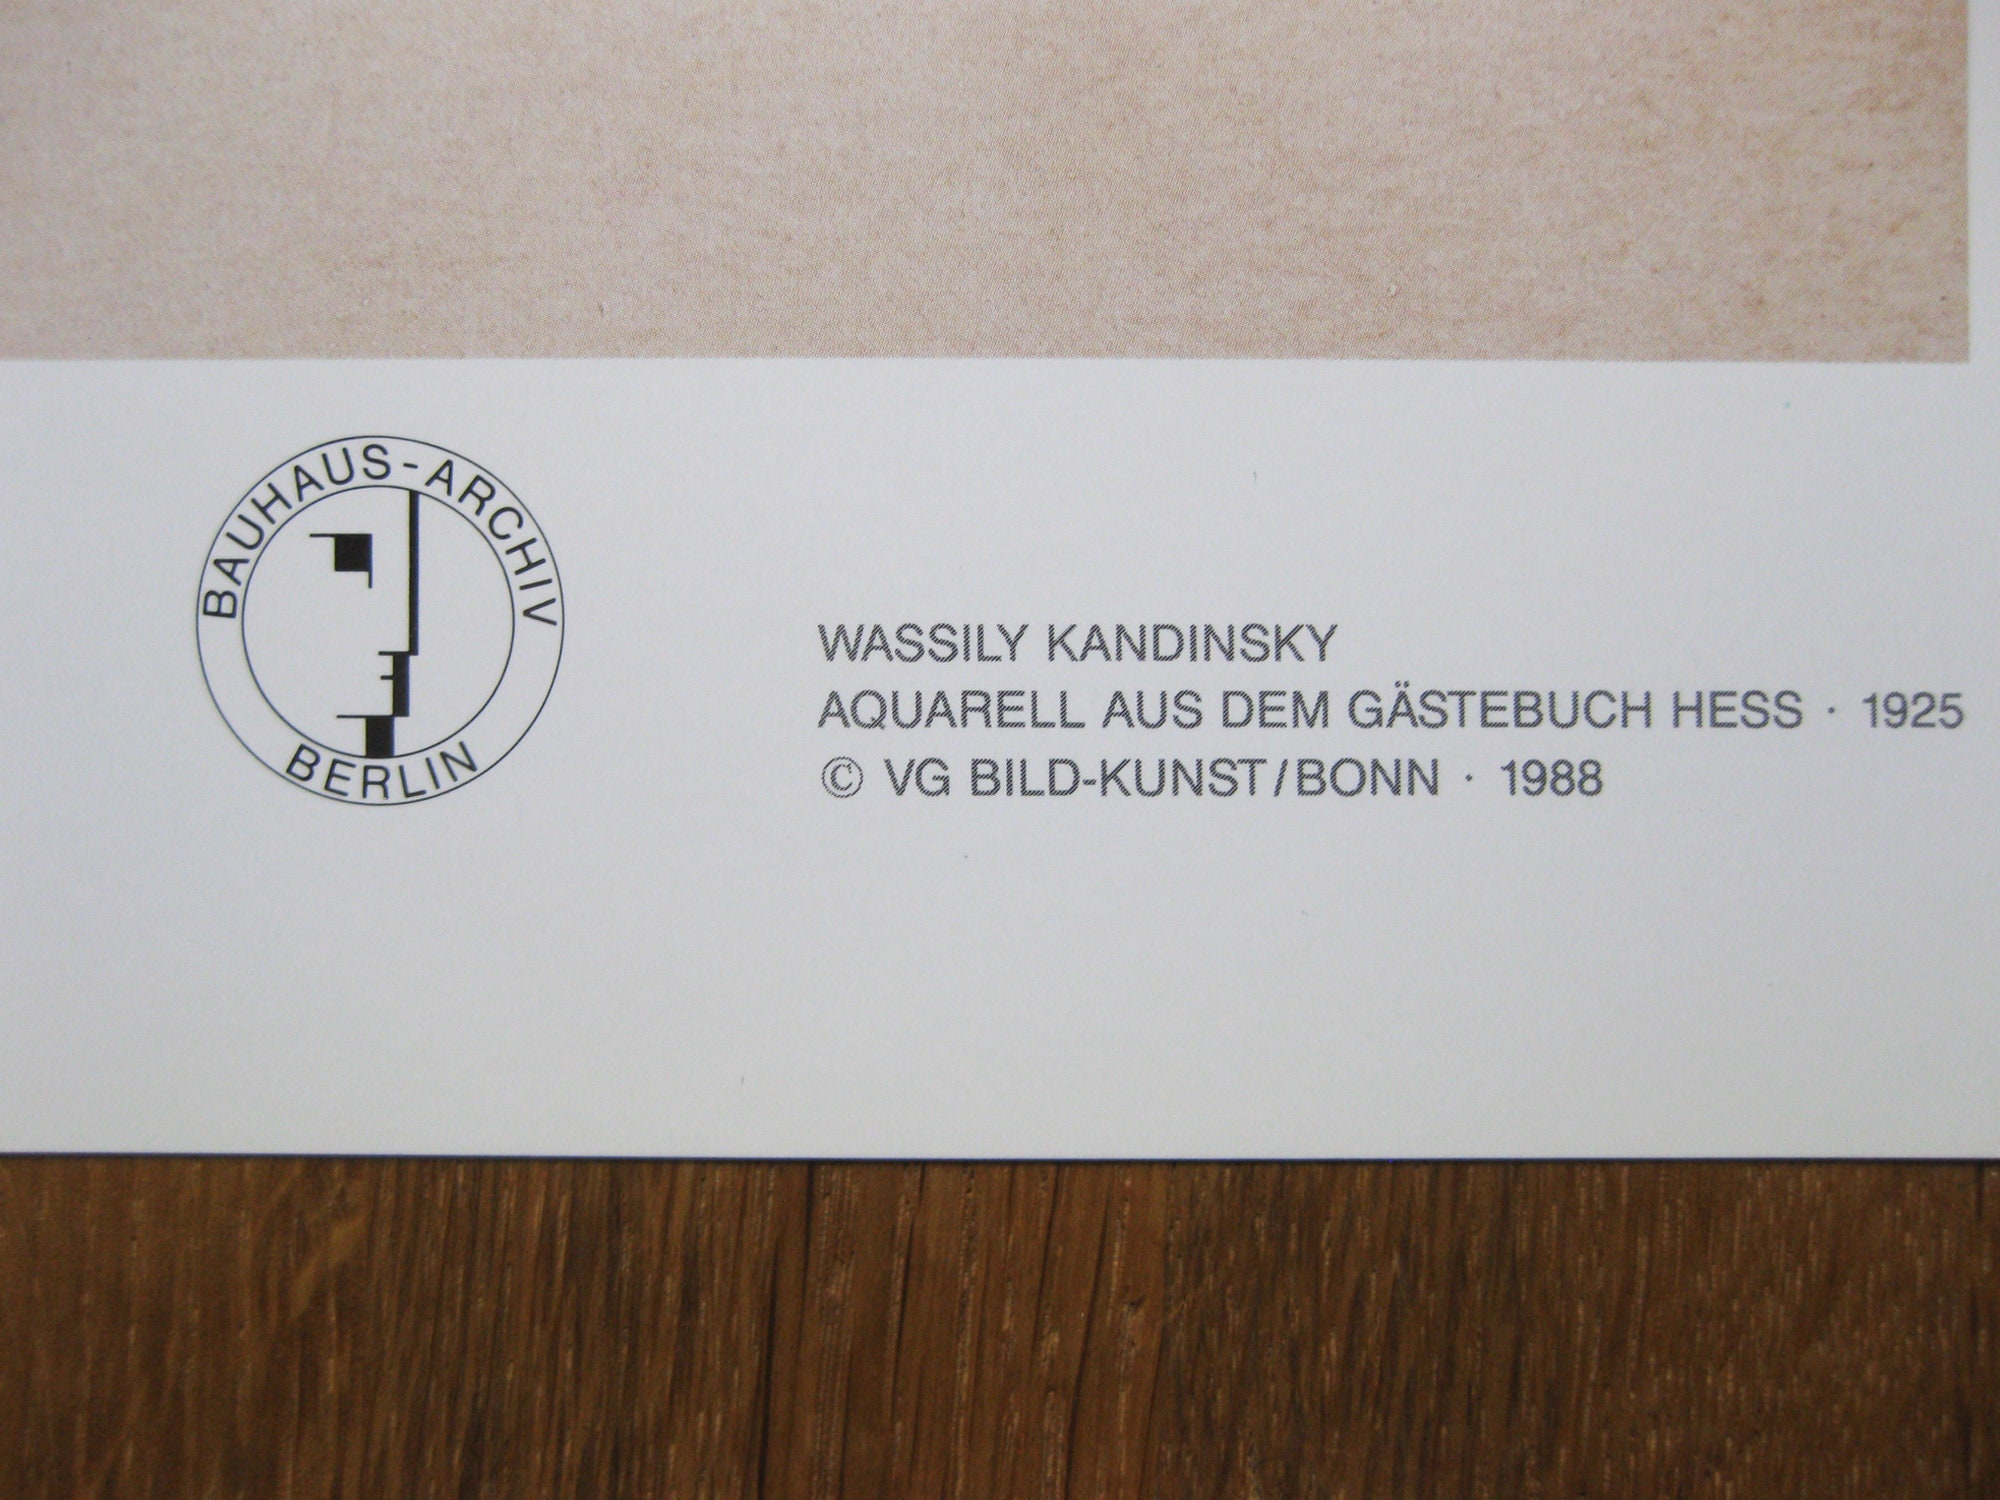 BAUHAUS-ARCHIV
BERLIN
WASSILY KANDINSKY
AQUARELL AUS DEM GÄSTEBUCH HESS · 1925
© VG BILD-KUNST/BONN · 1988